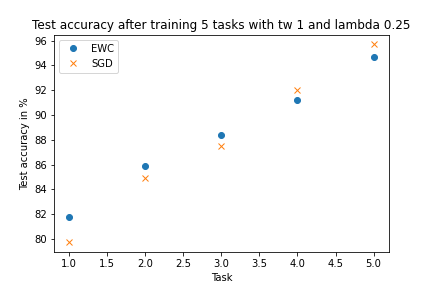 Test accuracy after training 5 tasks with tw 1 and lambda 0.25
EWC
SGD
96
94
92
90
88
86
84
82
80
Test accuracy in %
1.0 1.5 2.0 2.5 3.0 3.5 4.0 4.5 5.0
Task